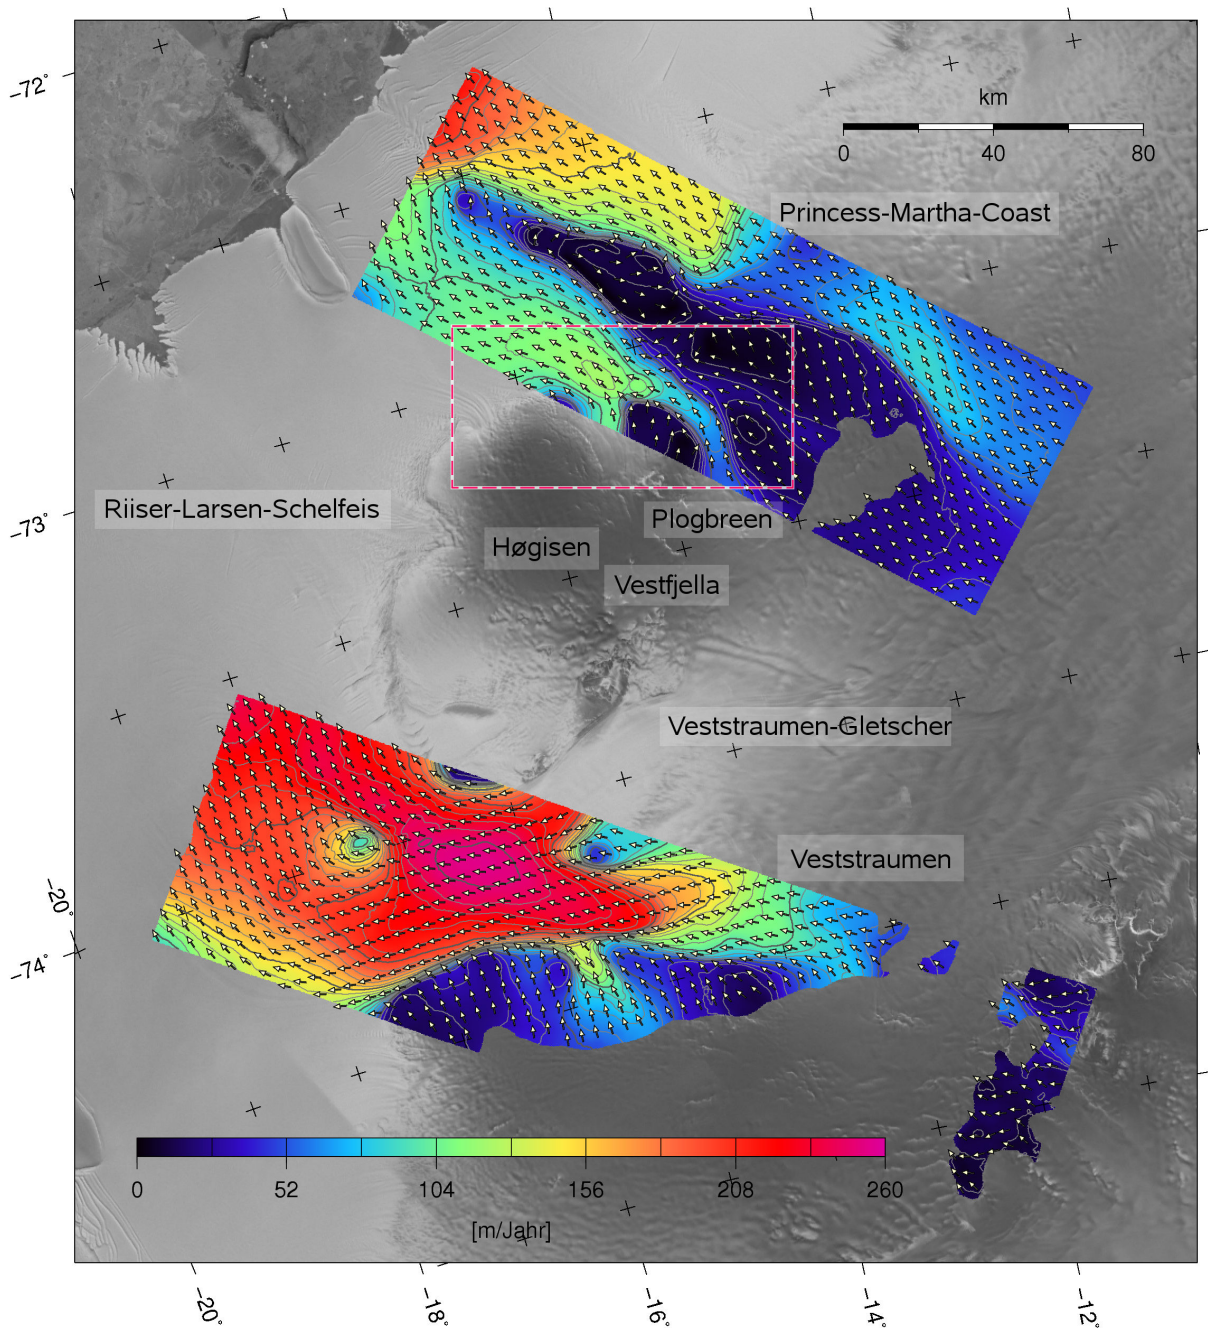 km
0 40 80
−72°
Princess-Martha-Coast
Riiser-Larsen-Schelfeis
−73°
Plogbreen
Høgisen
Vestfjella
Veststraumen-Gletscher
Veststraumen
−20°
−74°
0 52 104 156 208 260
[m/Jahr]
−20° −18° −16° −14° −12°